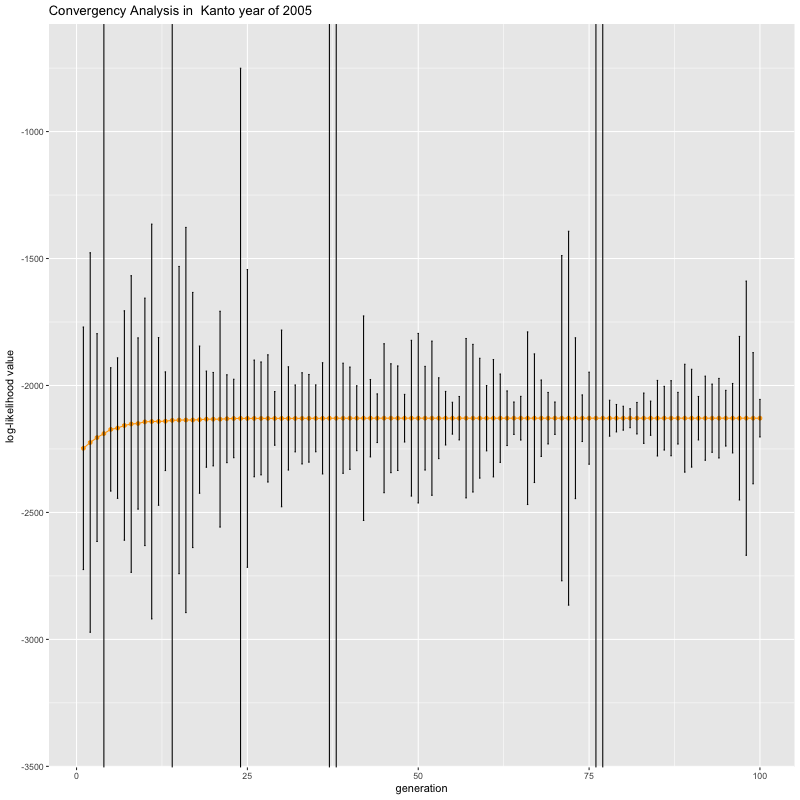 Convergency Analysis in  Kanto year of 2005
-1000
-1500
-2000
-2500
-3000
-3500
log-likelihood value
0 25 50 75 100
generation